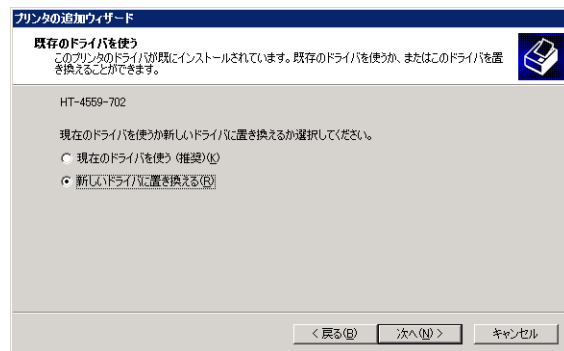 プリンタの追加ウィザード
既存のドライバを使う
このプリンタのドライバが既にインストールされています。既存のドライバを使うか、またはこのドライバを置
き換えることができます。
HT-4559-702
現在のドライバを使うか新しいドライバに置き換えるか選択してください。
現在のドライバを使う (推奨)(K)
新しいドライバに置き換える(R)
< 戻る(B)
次へ(N) >
キャンセル